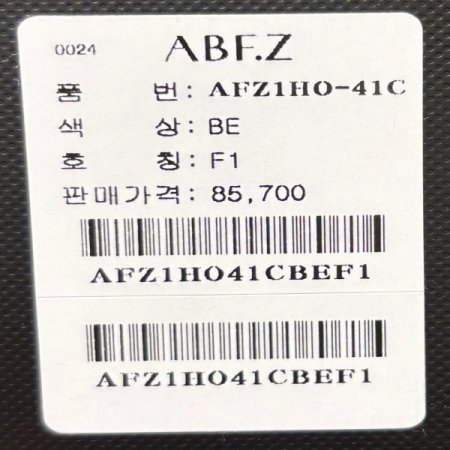 0024 ABF.Z
품 번: AFZ1HO-41C
색 상: BE
호 칭: F1
판매가격: 85,700
AFZ1HO41CBEF1
AFZ1HO41CBEF1